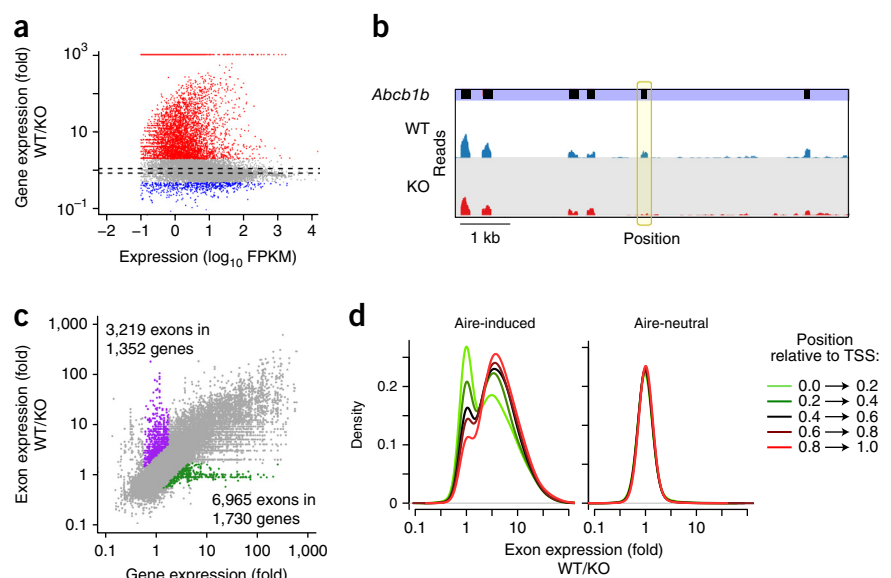 a
Gene expression (fold)
WT/KO
10³
10
10⁻¹
−2 −1 0 1 2 3 4
Expression (log₁₀ FPKM)
b
Abcb1b
WT
Reads
KO
1 kb
Position
c
Exon expression (fold)
WT/KO
1,000
100
10
1
0.1
3,219 exons in
1,352 genes
6,965 exons in
1,730 genes
0.1 1 10 100 1,000
Gene expression (fold)
d
Aire-induced
Aire-neutral
Density
0.2
0.1
0
0.1 1 10
0.1 1 10
Exon expression (fold)
WT/KO
Position
relative to TSS:
0.0 → 0.2
0.2 → 0.4
0.4 → 0.6
0.6 → 0.8
0.8 → 1.0